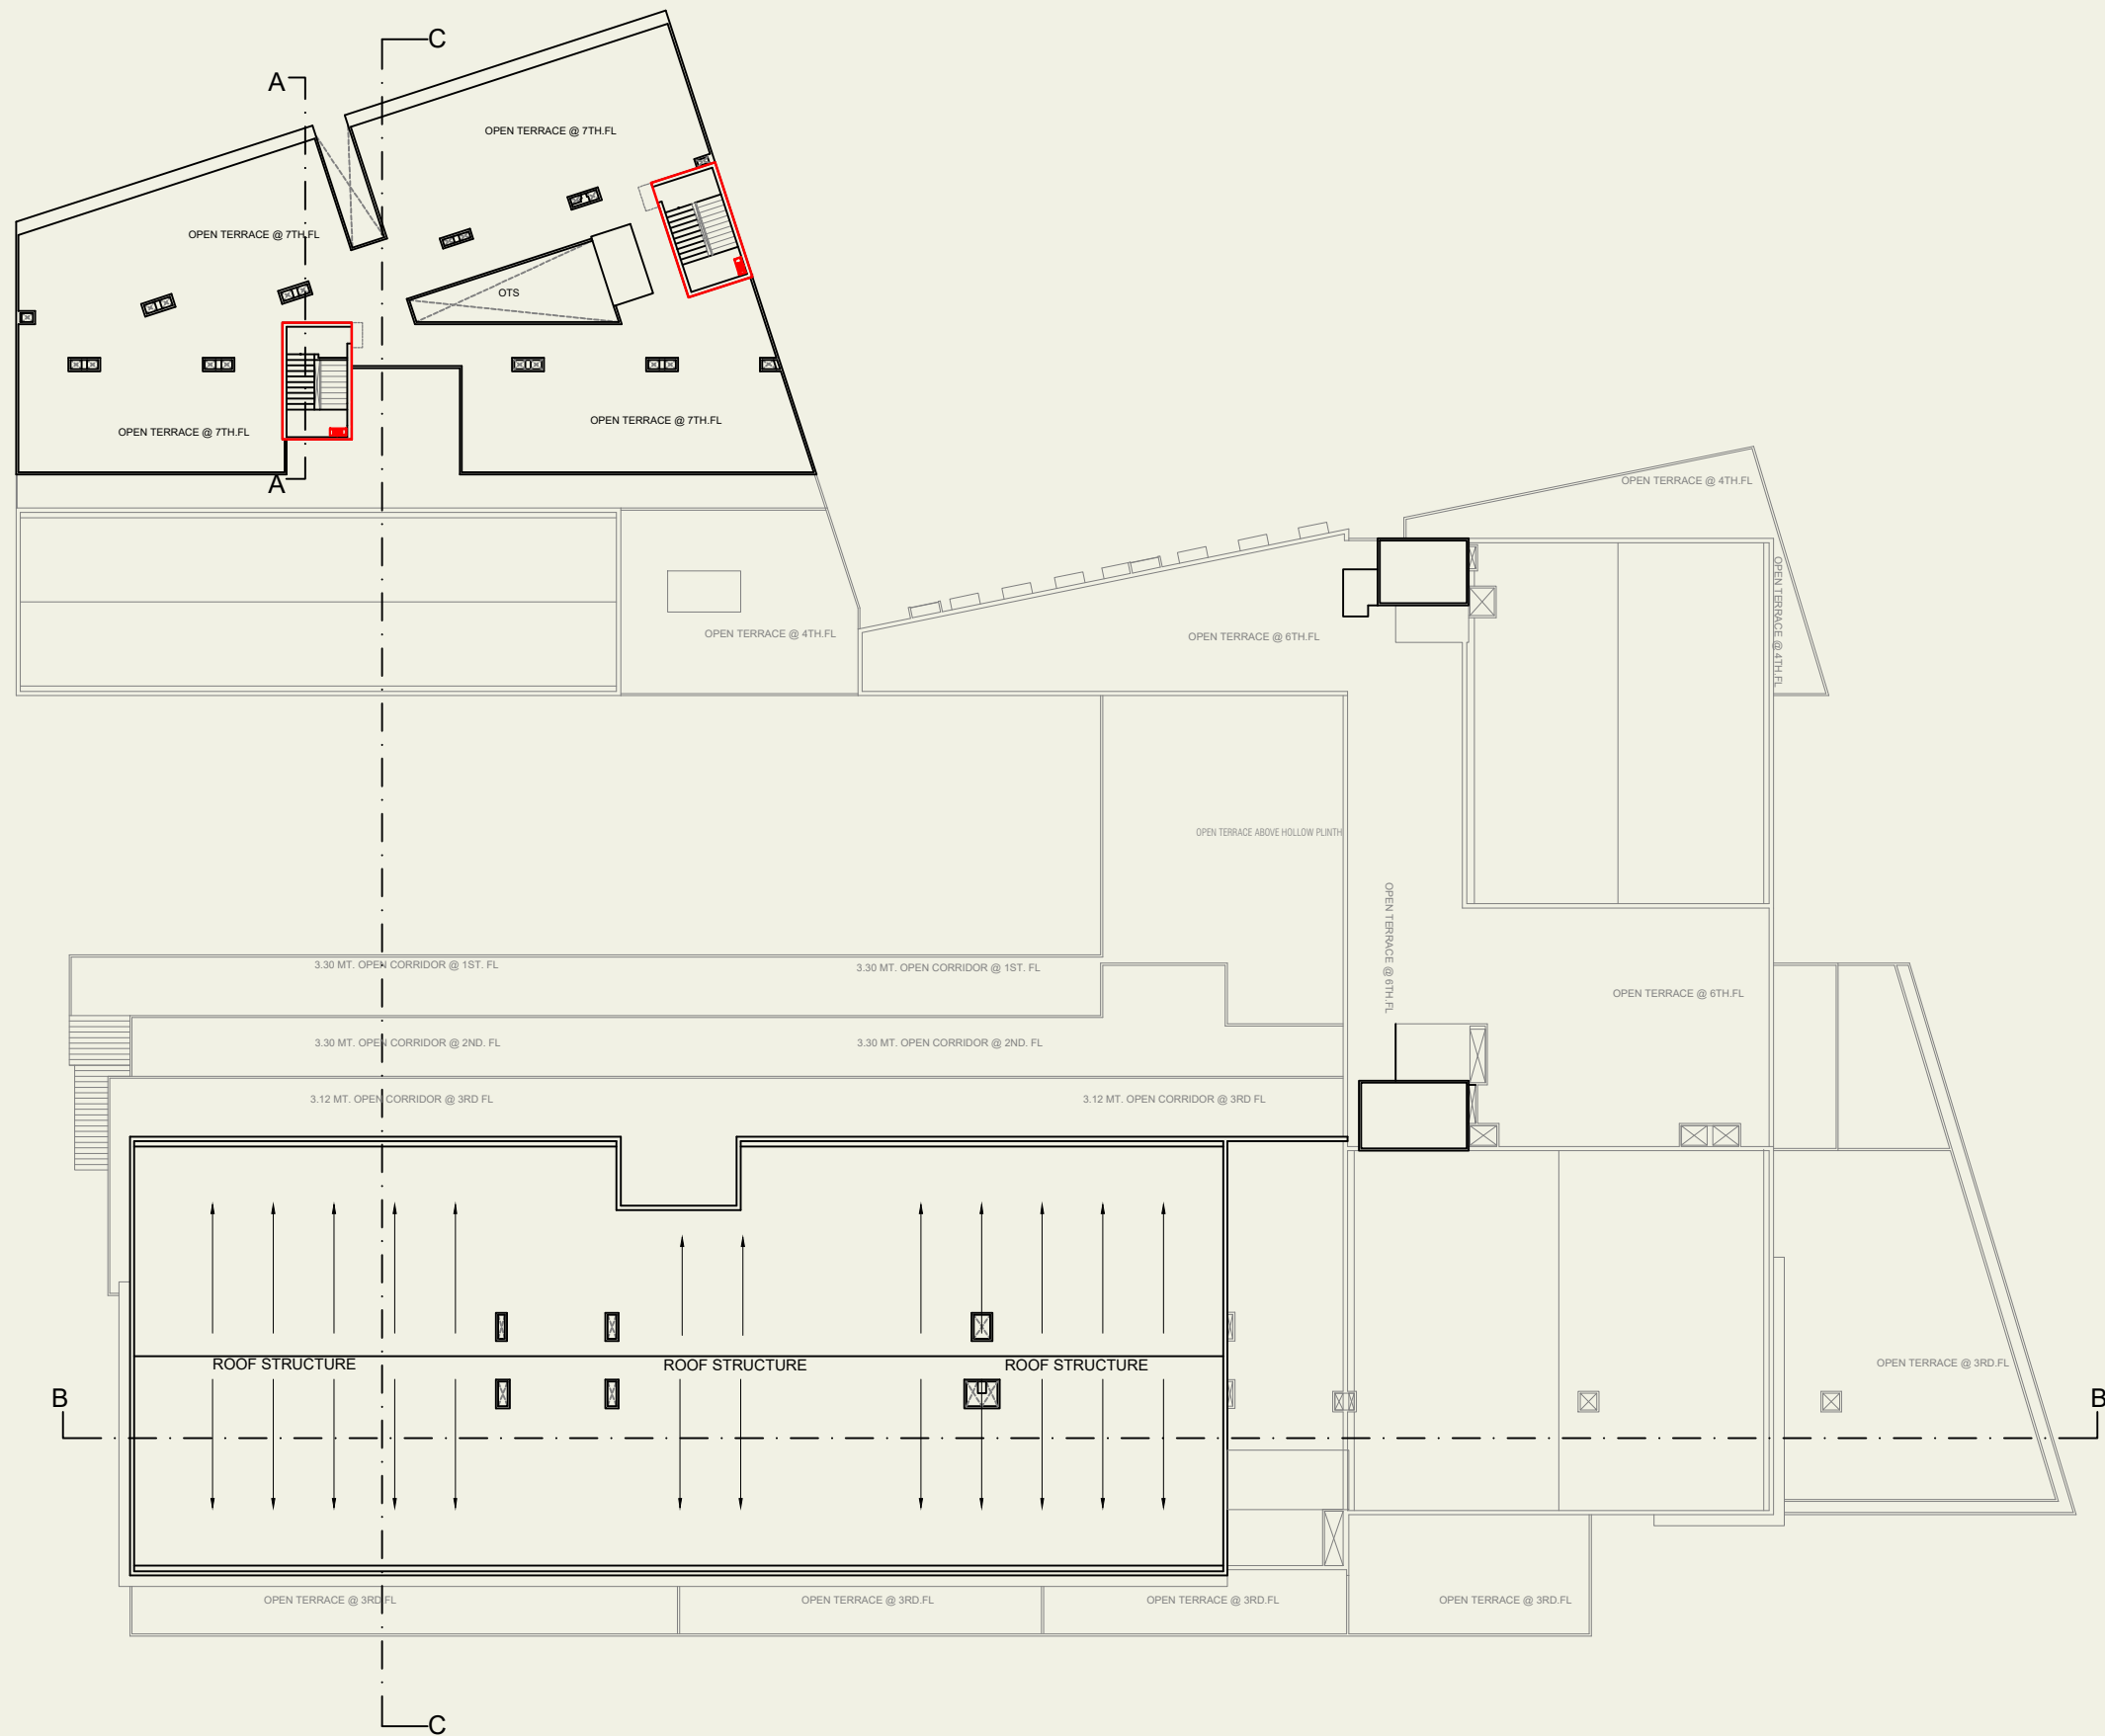 C
A
OPEN TERRACE @ 7TH.FL
OPEN TERRACE @ 7TH.FL
OTS
OPEN TERRACE @ 7TH.FL
OPEN TERRACE @ 7TH.FL
A
OPEN TERRACE @ 4TH.FL
OPEN TERRACE @ 4TH.FL
OPEN TERRACE @ 4TH.FL
OPEN TERRACE @ 6TH.FL
OPEN TERRACE ABOVE HOLLOW PLINTH
OPEN TERRACE @ 6TH.FL
3.30 MT. OPEN CORRIDOR @ 1ST. FL
3.30 MT. OPEN CORRIDOR @ 1ST. FL
OPEN TERRACE @ 6TH.FL
3.30 MT. OPEN CORRIDOR @ 2ND. FL
3.30 MT. OPEN CORRIDOR @ 2ND. FL
3.12 MT. OPEN CORRIDOR @ 3RD FL
3.12 MT. OPEN CORRIDOR @ 3RD FL
ROOF STRUCTURE
ROOF STRUCTURE
ROOF STRUCTURE
OPEN TERRACE @ 3RD.FL
B
B
OPEN TERRACE @ 3RD.FL
OPEN TERRACE @ 3RD.FL
OPEN TERRACE @ 3RD.FL
OPEN TERRACE @ 3RD.FL
C